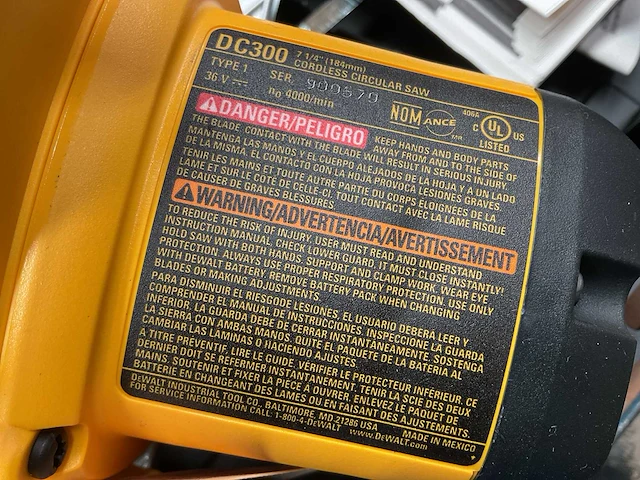 DC300 7 1/4" (184mm)
CORDLESS CIRCULAR SAW
TYPE 1 SER. 900579
36 V ⎓ n₀ 4000/min
NOM ANCE
406A
C UL US
LISTED
DANGER/PELIGRO KEEP HANDS AND BODY PARTS
AWAY FROM AND TO THE SIDE OF
THE BLADE. CONTACT WITH THE BLADE WILL RESULT IN SERIOUS INJURY.
MANTENGA LAS MANOS Y EL CUERPO ALEJADOS DE LA HOJA Y A UN LADO
DE LA MISMA. EL CONTACTO CON LA HOJA PROVOCA LESIONES GRAVES.
TENIR LES MAINS ET TOUTE AUTRE PARTIE DU CORPS ÉLOIGNÉES DE LA
LAME ET SUR LE COTÉ DE CELLE-CI. TOUT CONTACT AVEC LA LAME RISQUE
DE CAUSER DE GRAVES BLESSURES.
WARNING/ADVERTENCIA/AVERTISSEMENT
TO REDUCE THE RISK OF INJURY, USER MUST READ AND UNDERSTAND
INSTRUCTION MANUAL. CHECK LOWER GUARD. IT MUST CLOSE INSTANTLY!
HOLD SAW WITH BOTH HANDS. SUPPORT AND CLAMP WORK. WEAR EYE
PROTECTION. ALWAYS USE PROPER RESPIRATORY PROTECTION. USE ONLY
WITH DEWALT BATTERY. REMOVE BATTERY PACK WHEN CHANGING
BLADES OR MAKING ADJUSTMENTS.
PARA DISMINUIR EL RIESGODE LESIONES, EL USUARIO DEBERÁ LEER Y
COMPRENDER EL MANUAL DE INSTRUCCIONES. INSPECCIONE LA GUARDA
INFERIOR. LA GUARDA DEBE DE CERRAR INSTANTÁNEAMENTE. SOSTENGA
LA SIERRA CON AMBAS MANOS. QUITE EL PAQUETE DE LA BATERIA AL
CAMBIAR LAS LAMINAS O HACIENDO AJUSTES.
À TITRE PRÉVENTIF, LIRE LE GUIDE. VÉRIFIER LE PROTECTEUR INFÉRIEUR. CE
DERNIER DOIT SE REFERMER INSTANTANEMENT. TENIR LA SCIE DES DEUX
MAINS. SOUTENIR ET FIXER LA PIÈCE À OUVRER. ENLEVEZ LE PAQUET DE
BATTERIE EN CHANGEANT DES LAMES OU EN FAISANT DES AJUSTEMENTS.
DEWALT INDUSTRIAL TOOL CO., BALTIMORE, MD 21286 USA
FOR SERVICE INFORMATION CALL: 1-800-4-DEWALT www.DeWALT.com MADE IN MEXICO